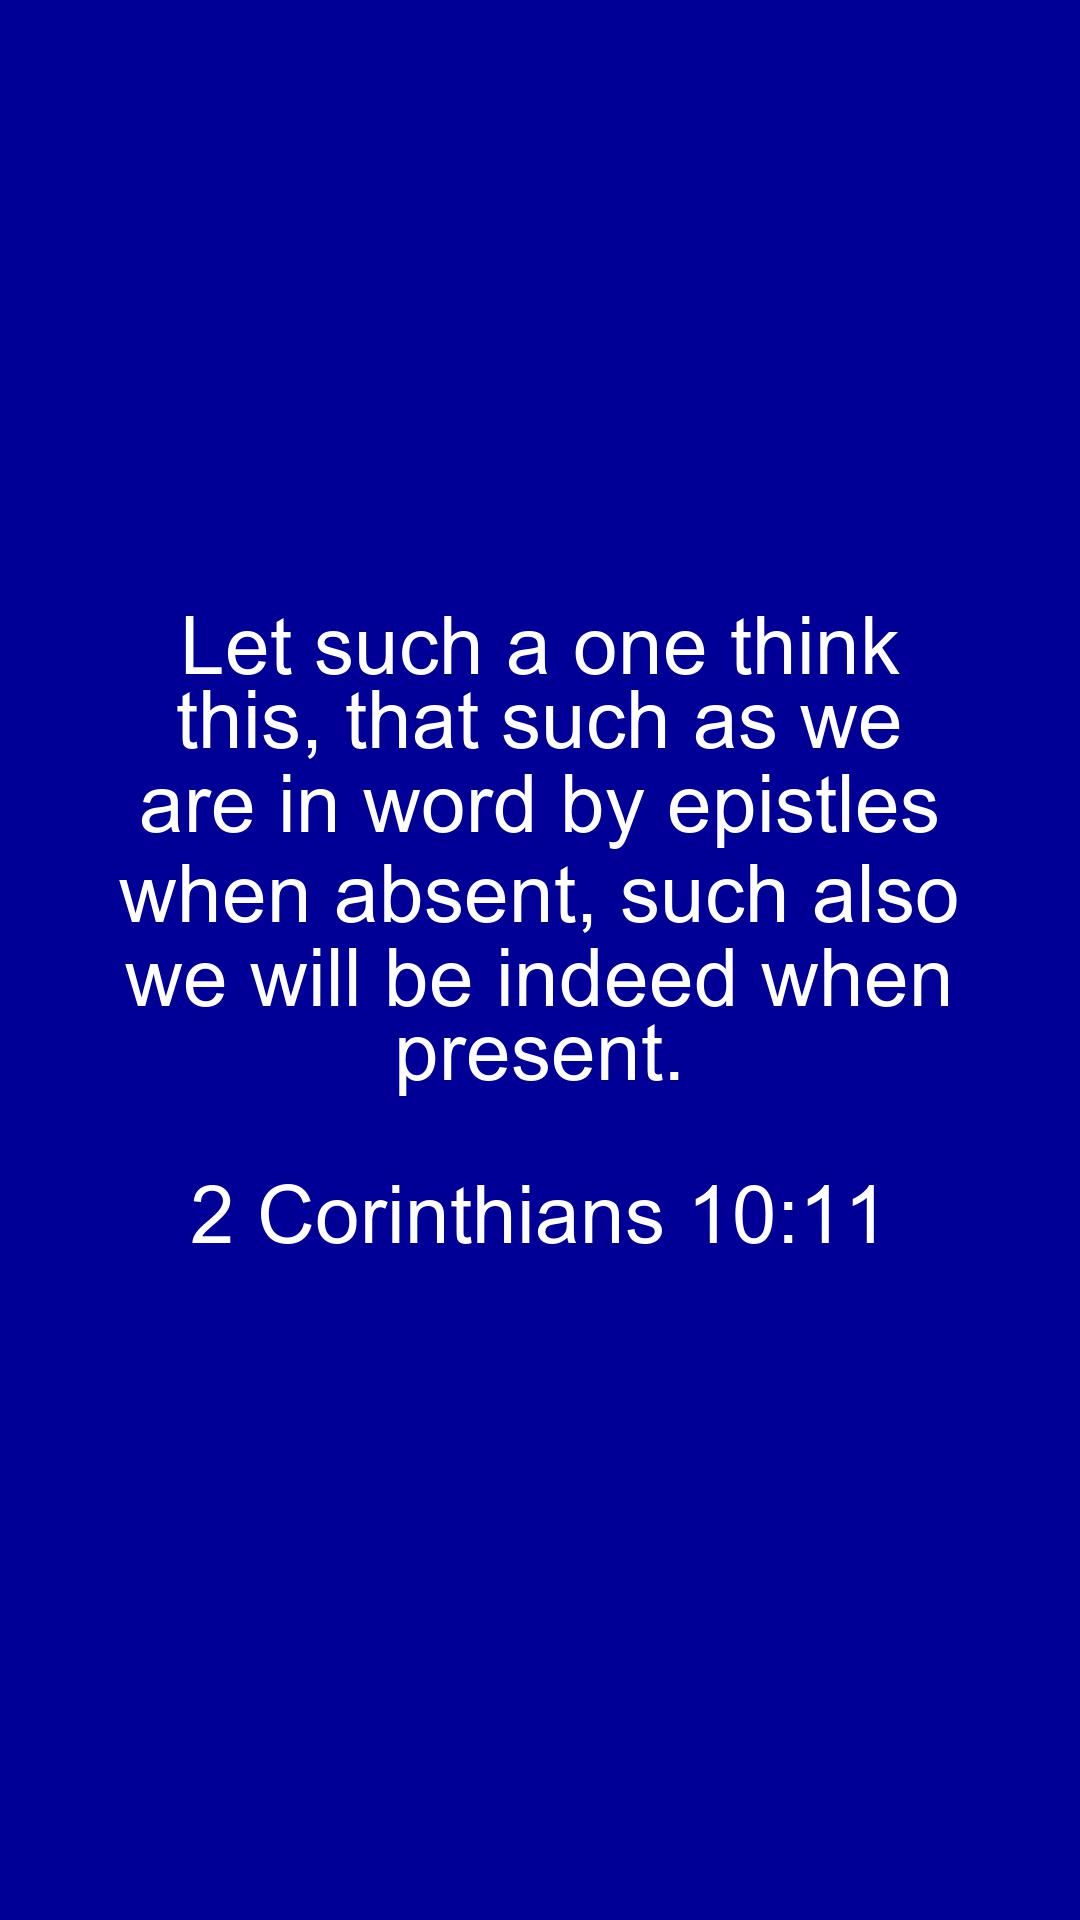 Let such a one think
this, that such as we
are in word by epistles
when absent, such also
we will be indeed when
present.
2 Corinthians 10:11